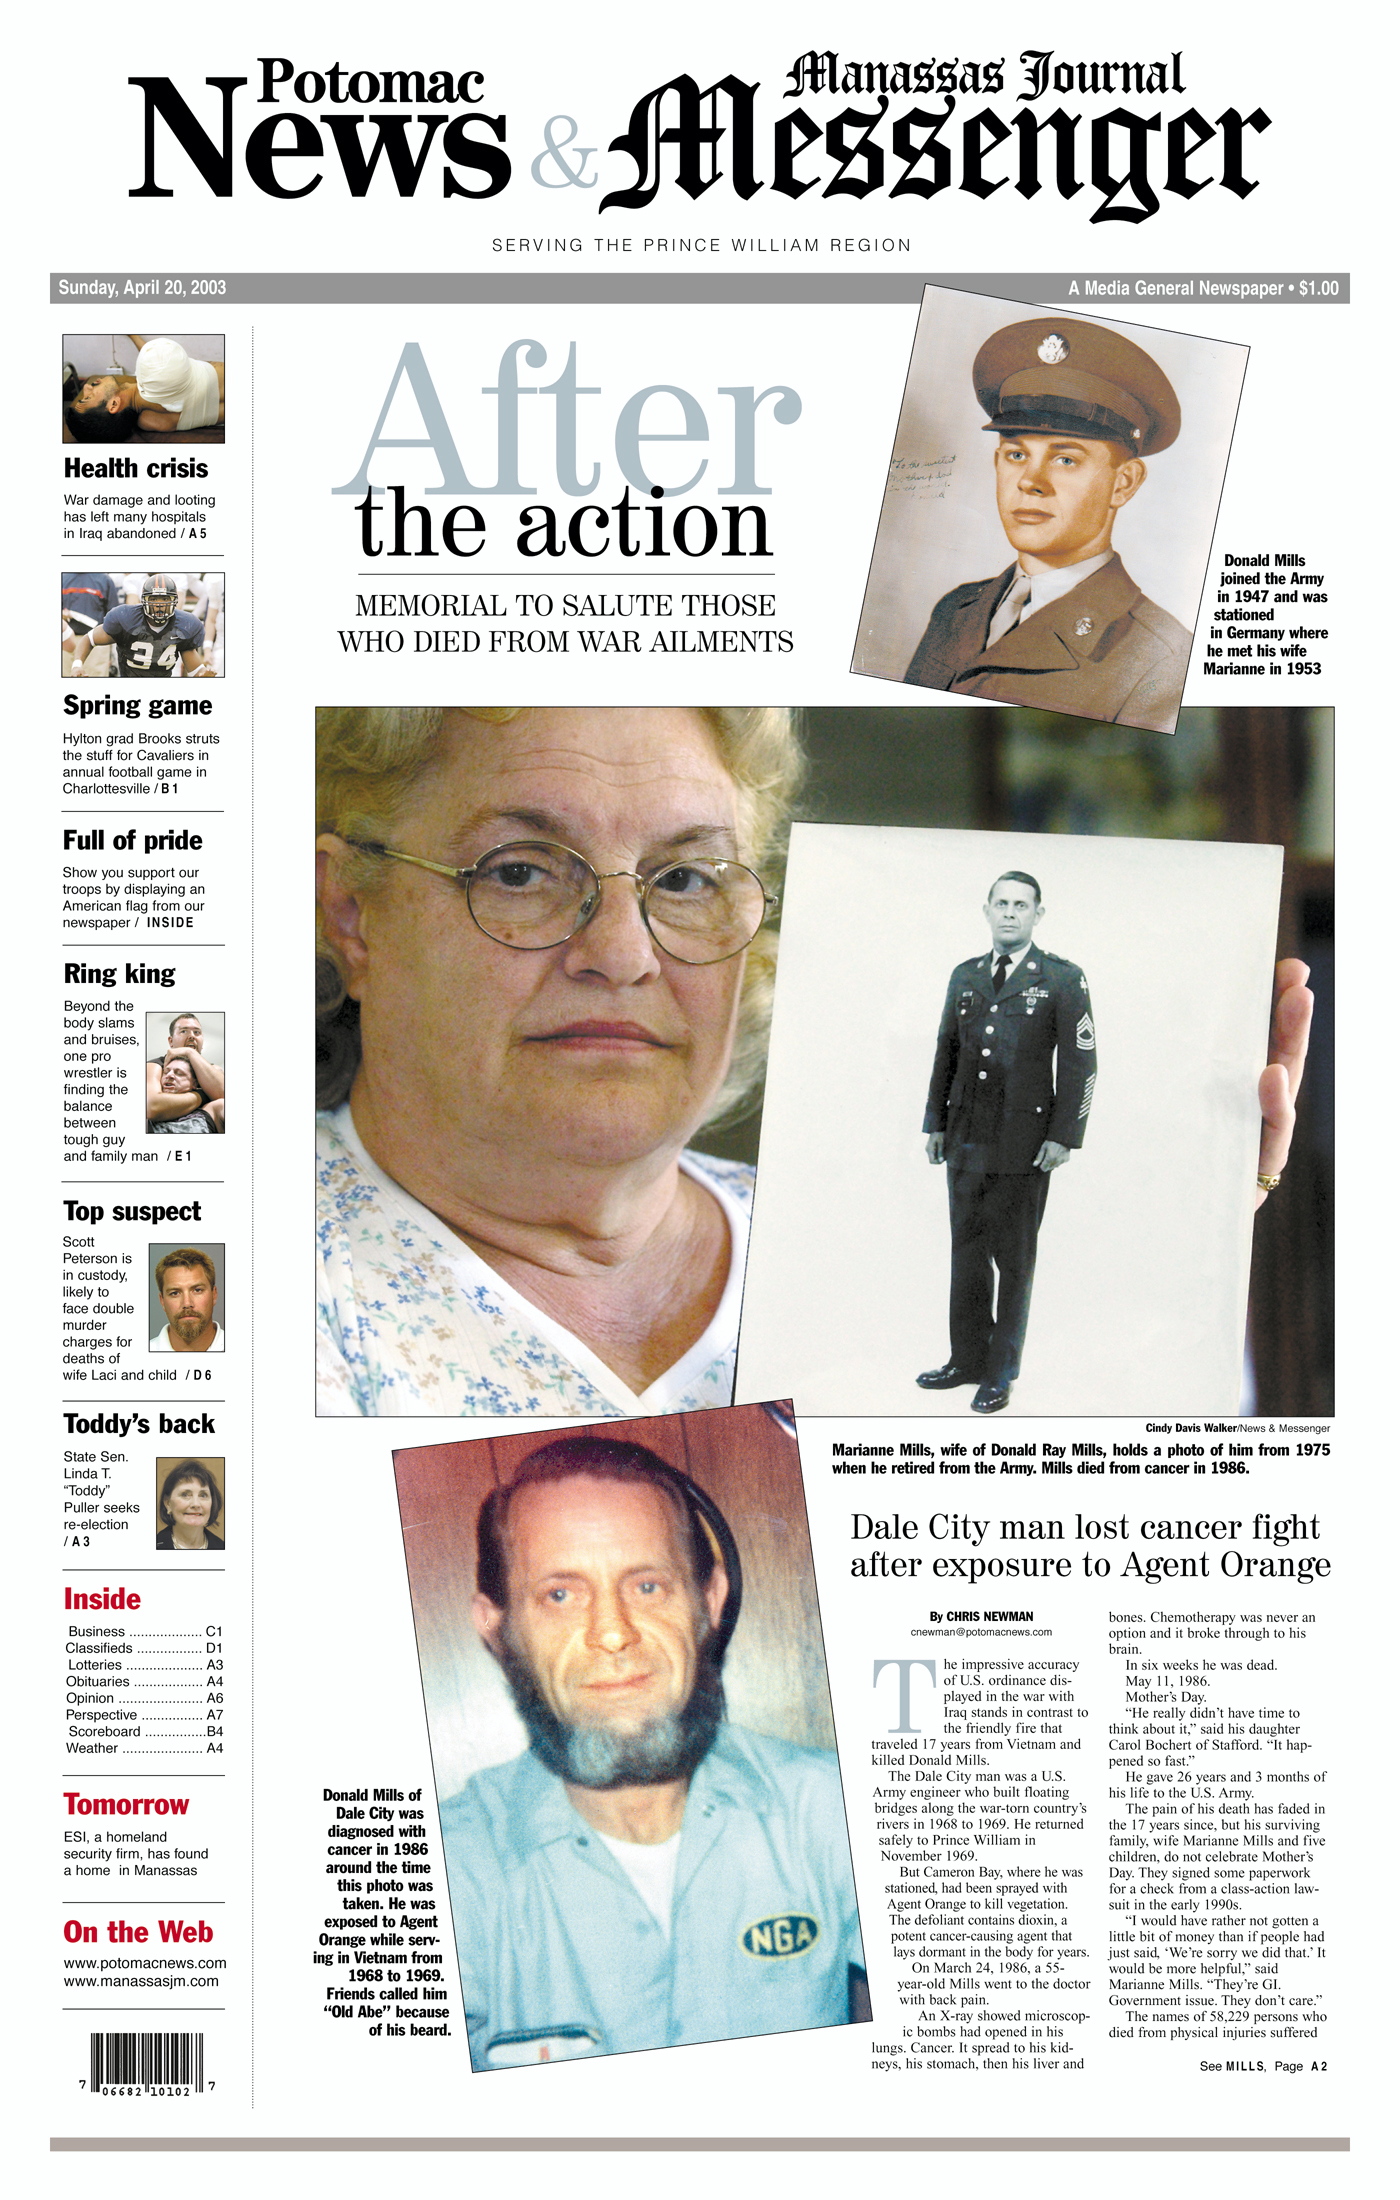 Potomac
News & Manassas Journal
Messenger
SERVING THE PRINCE WILLIAM REGION
Sunday, April 20, 2003
A Media General Newspaper • $1.00
Health crisis
War damage and looting
has left many hospitals
in Iraq abandoned / A 5
34
Spring game
Hylton grad Brooks struts
the stuff for Cavaliers in
annual football game in
Charlottesville / B 1
Full of pride
Show you support our
troops by displaying an
American flag from our
newspaper / INSIDE
Ring king
Beyond the
body slams
and bruises,
one pro
wrestler is
finding the
balance
between
tough guy
and family man / E 1
Top suspect
Scott
Peterson is
in custody,
likely to
face double
murder
charges for
deaths of
wife Laci and child / D 6
Toddy's back
State Sen.
Linda T.
“Toddy”
Puller seeks
re-election
/ A 3
Inside
Business ................... C1
Classifieds ................. D1
Lotteries .................... A3
Obituaries .................. A4
Opinion ...................... A6
Perspective ................ A7
Scoreboard ................B4
Weather ..................... A4
Tomorrow
ESI, a homeland
security firm, has found
a home in Manassas
On the Web
www.potomacnews.com
www.manassasjm.com
7 06682 10102 7
After
the action
MEMORIAL TO SALUTE THOSE
WHO DIED FROM WAR AILMENTS
To the sweetest
Donald Mills
joined the Army
in 1947 and was
stationed
in Germany where
he met his wife
Marianne in 1953
Cindy Davis Walker/News & Messenger
Marianne Mills, wife of Donald Ray Mills, holds a photo of him from 1975
when he retired from the Army. Mills died from cancer in 1986.
NGA
Donald Mills of
Dale City was
diagnosed with
cancer in 1986
around the time
this photo was
taken. He was
exposed to Agent
Orange while serv-
ing in Vietnam from
1968 to 1969.
Friends called him
“Old Abe” because
of his beard.
Dale City man lost cancer fight
after exposure to Agent Orange
By CHRIS NEWMAN
cnewman@potomacnews.com
The impressive accuracy
of U.S. ordinance dis-
played in the war with
Iraq stands in contrast to
the friendly fire that
traveled 17 years from Vietnam and
killed Donald Mills.
The Dale City man was a U.S.
Army engineer who built floating
bridges along the war-torn country's
rivers in 1968 to 1969. He returned
safely to Prince William in
November 1969.
But Cameron Bay, where he was
stationed, had been sprayed with
Agent Orange to kill vegetation.
The defoliant contains dioxin, a
potent cancer-causing agent that
lays dormant in the body for years.
On March 24, 1986, a 55-
year-old Mills went to the doctor
with back pain.
An X-ray showed microscop-
ic bombs had opened in his
lungs. Cancer. It spread to his kid-
neys, his stomach, then his liver and
bones. Chemotherapy was never an
option and it broke through to his
brain.
In six weeks he was dead.
May 11, 1986.
Mother's Day.
“He really didn't have time to
think about it,” said his daughter
Carol Bochert of Stafford. “It hap-
pened so fast.”
He gave 26 years and 3 months of
his life to the U.S. Army.
The pain of his death has faded in
the 17 years since, but his surviving
family, wife Marianne Mills and five
children, do not celebrate Mother's
Day. They signed some paperwork
for a check from a class-action law-
suit in the early 1990s.
“I would have rather not gotten a
little bit of money than if people had
just said, ‘We're sorry we did that.’ It
would be more helpful,” said
Marianne Mills. “They're GI.
Government issue. They don't care.”
The names of 58,229 persons who
died from physical injuries suffered
See MILLS, Page A 2